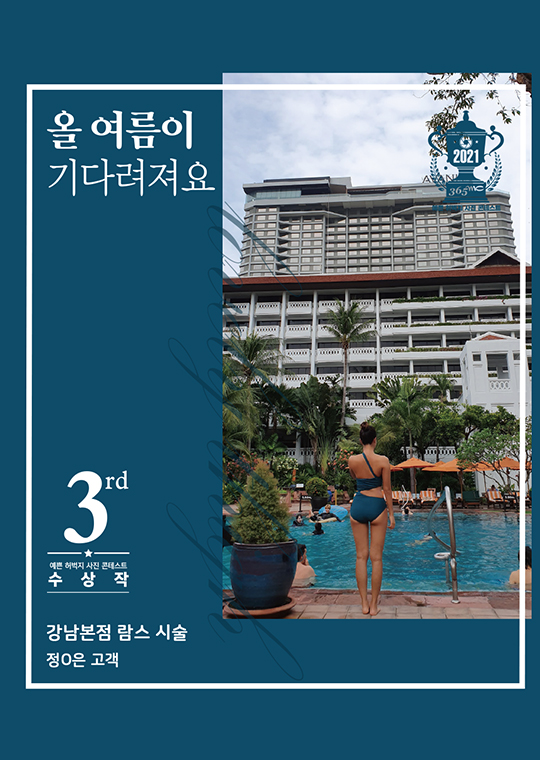 올 여름이
기다려져요
2021
365mc
3rd
예쁜 허벅지 사진 콘테스트
수상작
강남본점 람스 시술
정O은 고객